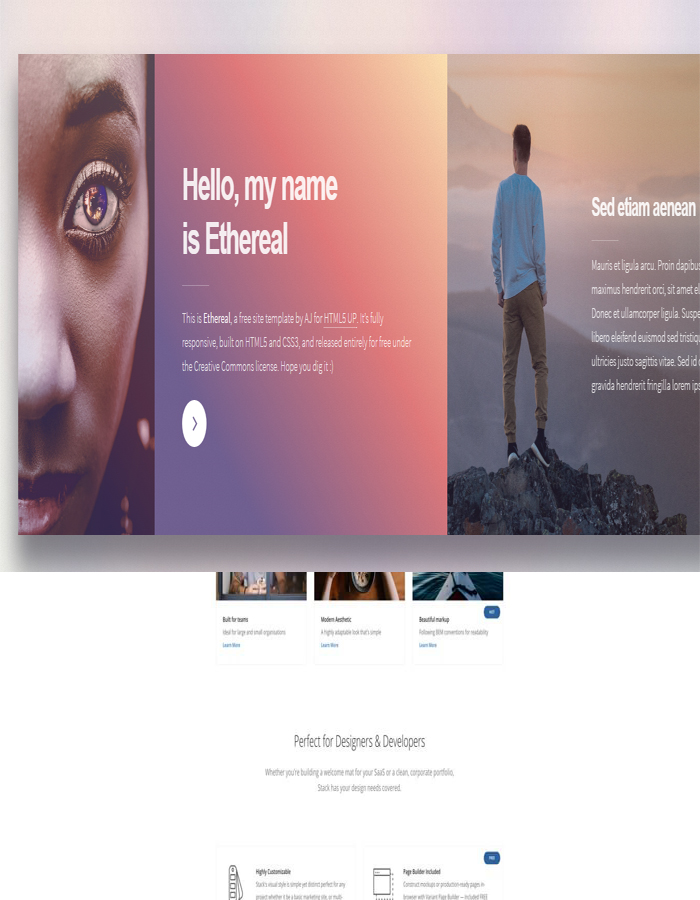 Hello, my name
is Ethereal
This is Ethereal, a free site template by AJ for HTML5 UP. It's fully
responsive, built on HTML5 and CSS3, and released entirely for free under
the Creative Commons license. Hope you dig it :)
Sed etiam aenean
Mauris et ligula arcu. Proin dapibus
maximus hendrerit orci, sit amet el
Donec et ullamcorper ligula. Suspe
libero eleifend euismod sed tristiqu
ultricies justo sagittis vitae. Sed id
gravida hendrerit fringilla lorem ips
Built for teams
Ideal for large and small organisations
Learn More
Modern Aesthetic
A highly adaptable look that's simple
Learn More
Beautiful markup
Following BEM conventions for readability
Learn More
Perfect for Designers & Developers
Whether you're building a welcome mat for your SaaS or a clean, corporate portfolio,
Stack has your design needs covered.
Highly Customizable
Stack's visual style is simple yet distinct perfect for any
project whether it be a basic marketing site, or multi-
FREE
Page Builder Included
Construct mockups or production-ready pages in-
browser with Variant Page Builder — included FREE